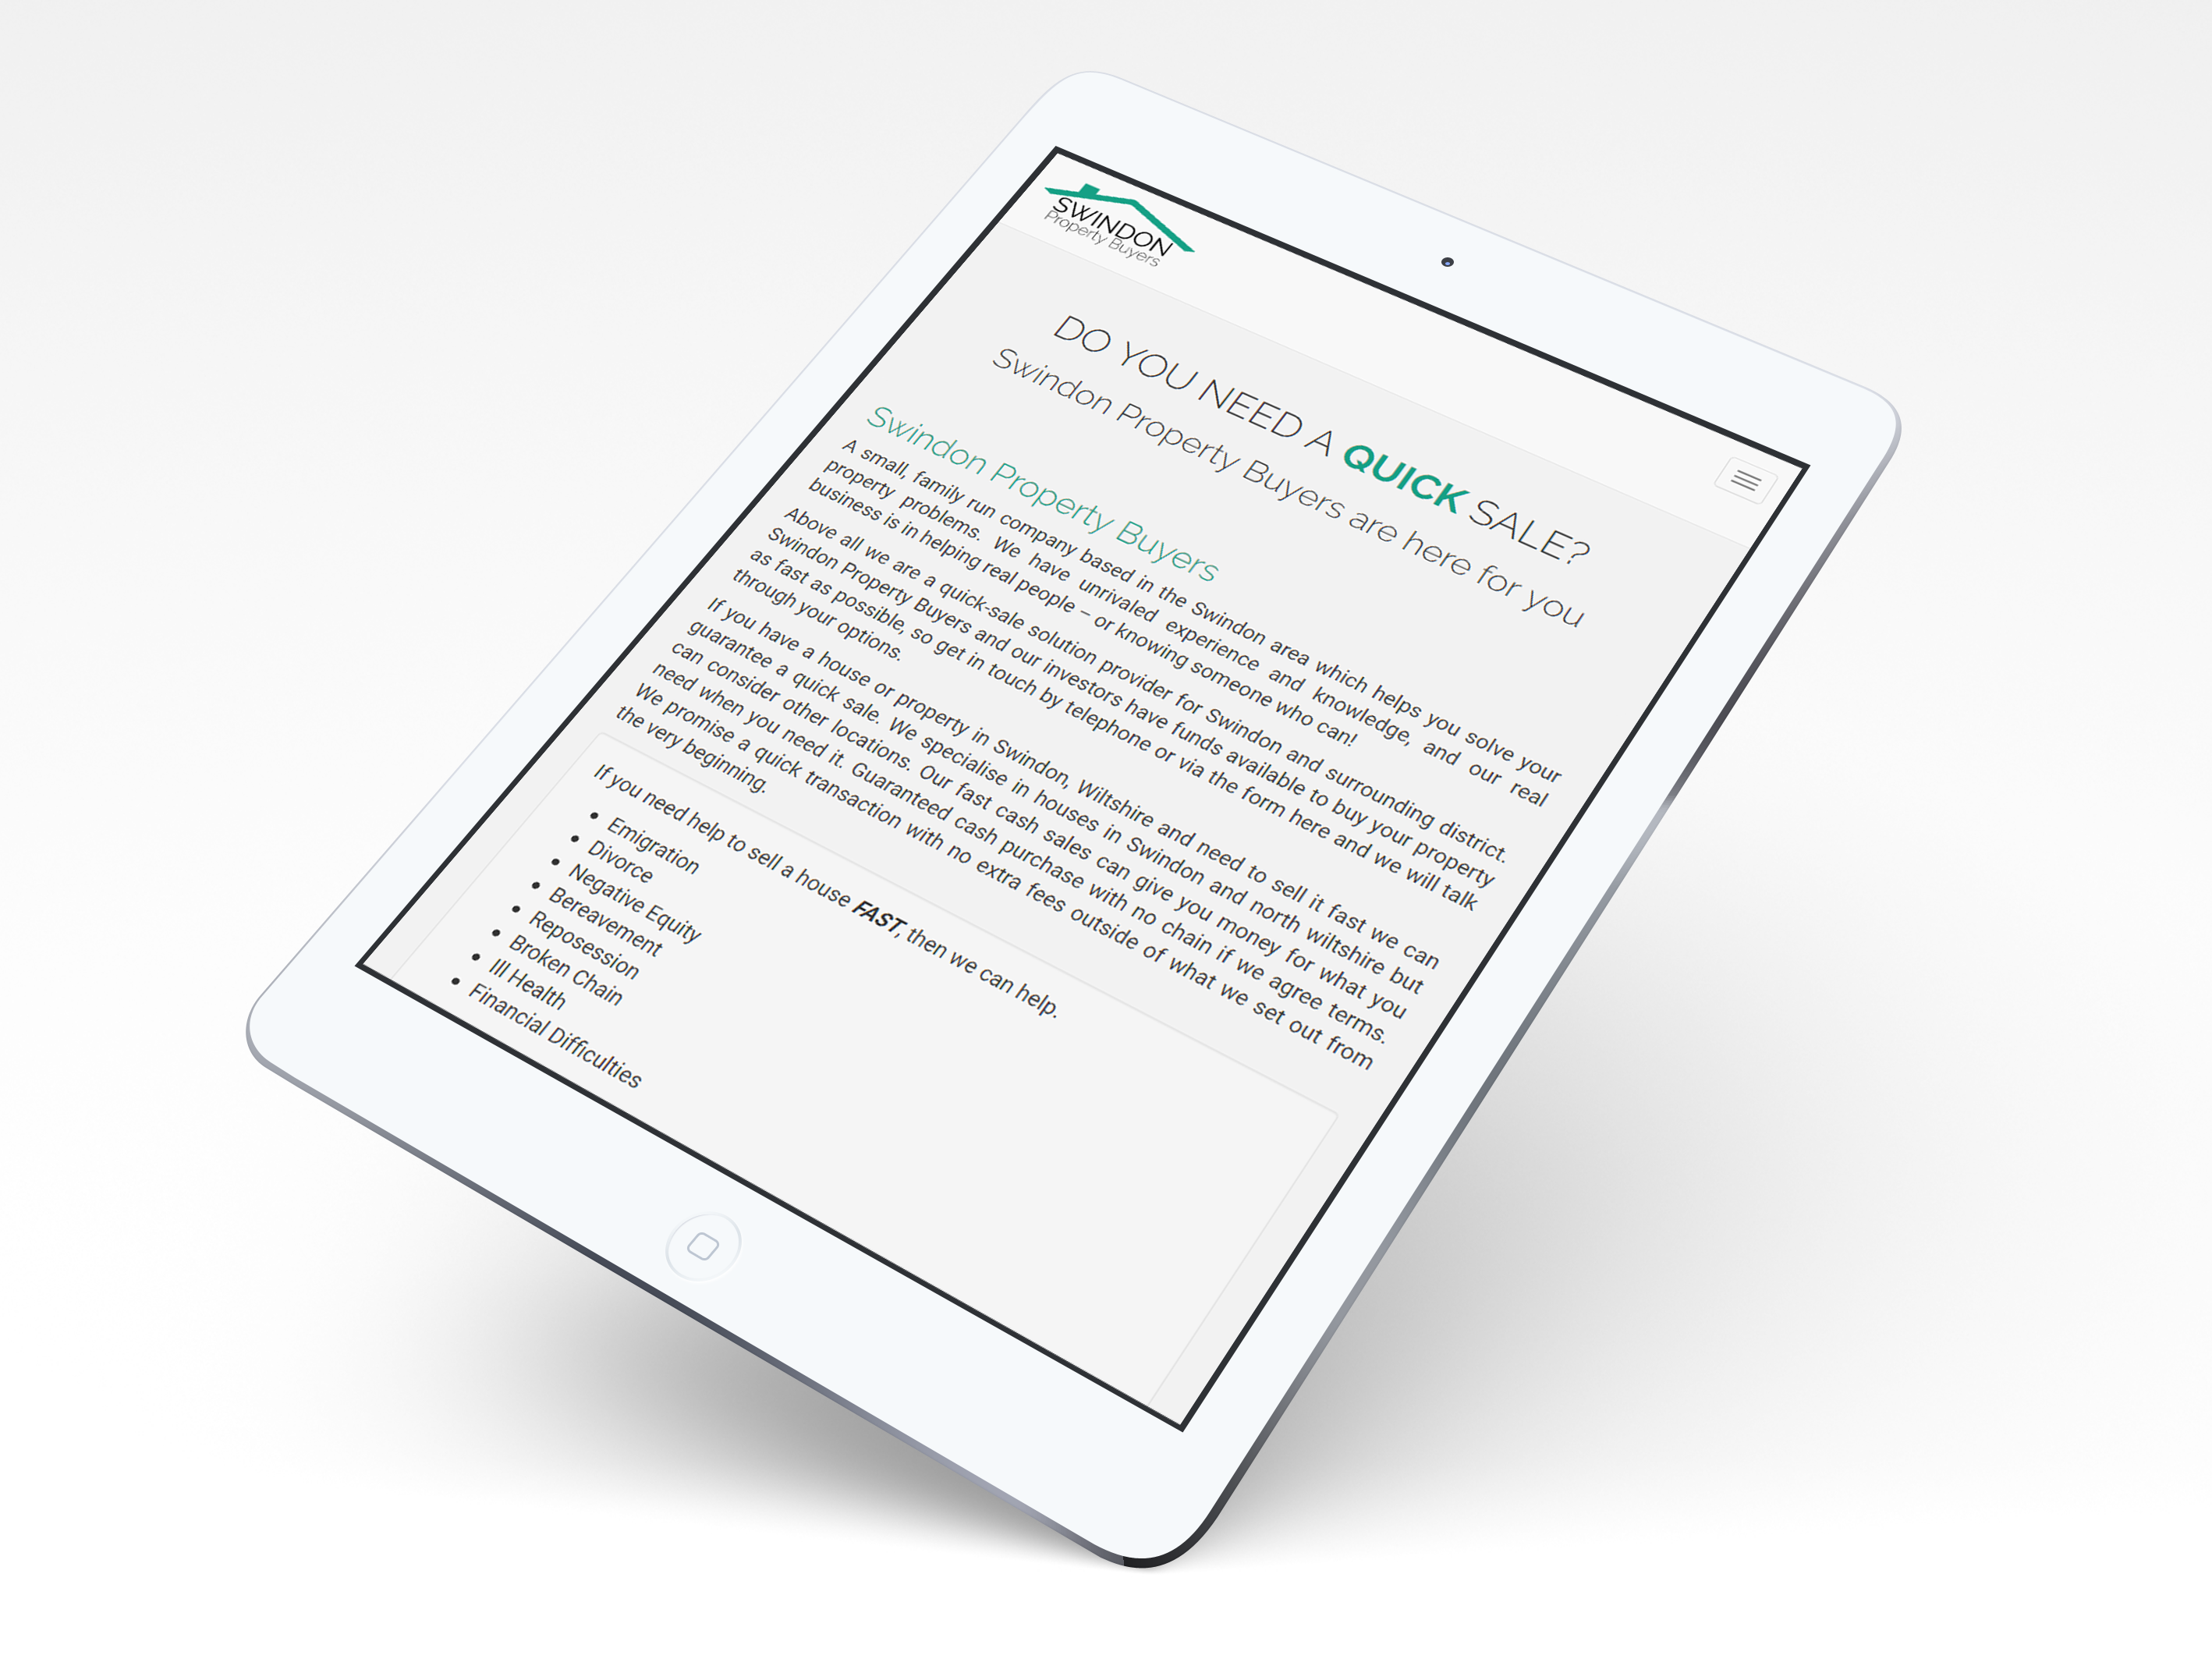 SWINDON
Property Buyers
DO YOU NEED A QUICK SALE?
Swindon Property Buyers are here for you
Swindon Property Buyers
A small, family run company based in the Swindon area which helps you solve your
property problems. We have unrivaled experience and knowledge, and our real
business is in helping real people – or knowing someone who can!
Above all we are a quick-sale solution provider for Swindon and surrounding district.
Swindon Property Buyers and our investors have funds available to buy your property
as fast as possible, so get in touch by telephone or via the form here and we will talk
through your options.
If you have a house or property in Swindon, Wiltshire and need to sell it fast we can
guarantee a quick sale. We specialise in houses in Swindon and north wiltshire but
can consider other locations. Our fast cash sales can give you money for what you
need when you need it. Guaranteed cash purchase with no chain if we agree terms.
We promise a quick transaction with no extra fees outside of what we set out from
the very beginning.
If you need help to sell a house FAST, then we can help.
• Emigration
• Divorce
• Negative Equity
• Bereavement
• Reposession
• Broken Chain
• Ill Health
• Financial Difficulties